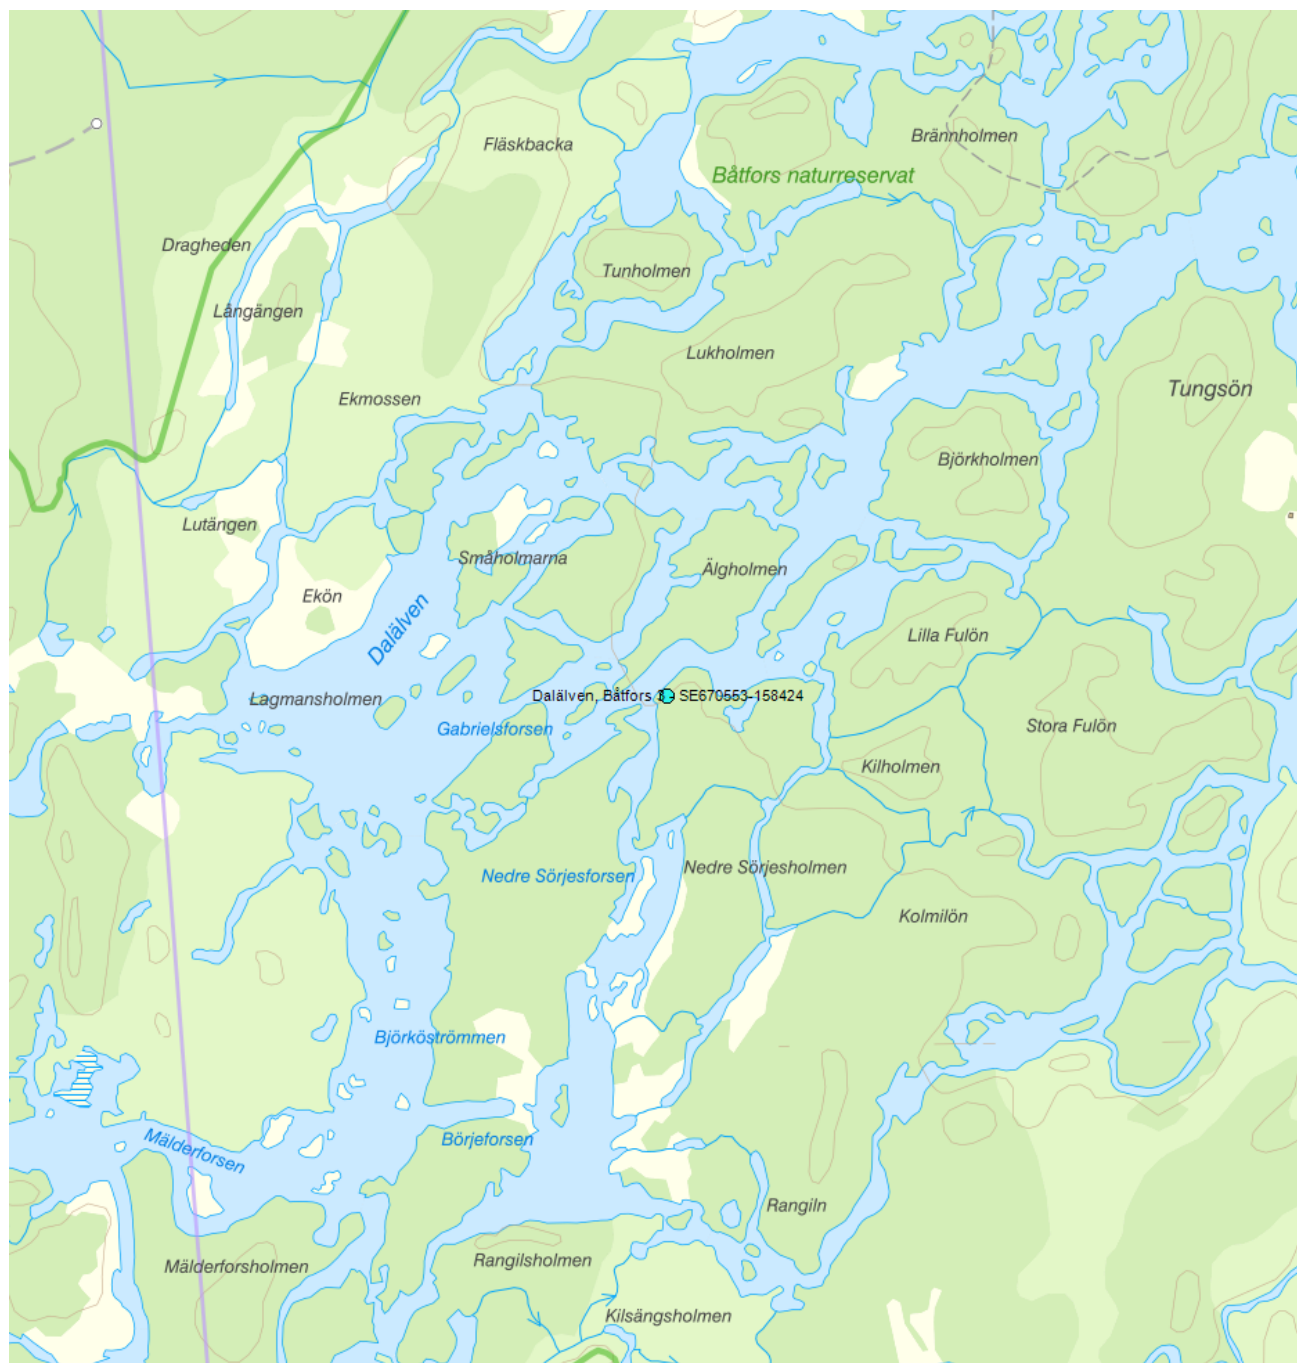 Brännholmen
Fläskbacka
Båtfors naturreservat
Dragheden
Tunholmen
Långängen
Lukholmen
Tungsön
Ekmossen
Björkholmen
Lutängen
Småholmarna
Älgholmen
Ekön
Dalälven
Lilla Fulön
Lagmansholmen
Dalälven, Båtfors 3 - SE670553-158424
Gabrielsforsen
Stora Fulön
Kilholmen
Nedre Sörjesforsen
Nedre Sörjesholmen
Kolmilön
Björköströmmen
Mälderforsen
Börjeforsen
Rangiln
Mälderforsholmen
Rangilsholmen
Kilsängsholmen